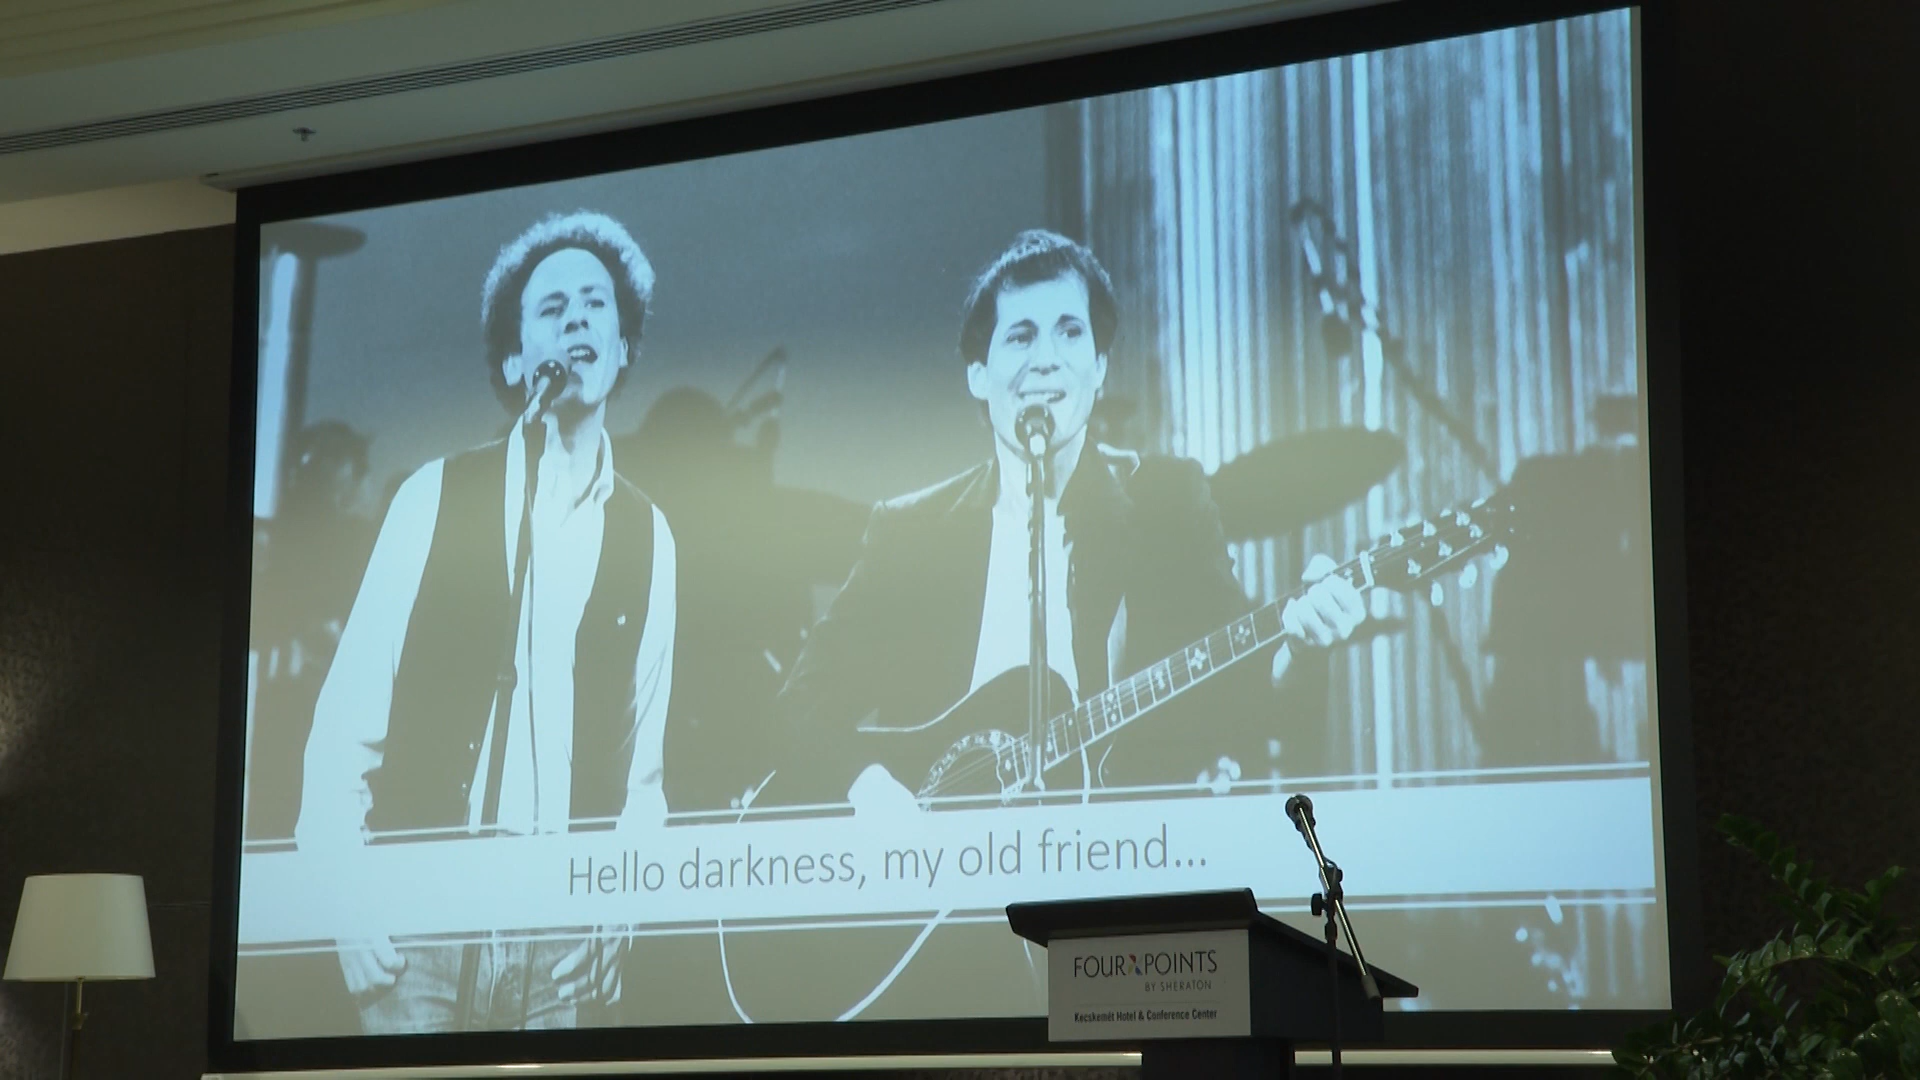 Hello darkness, my old friend...
FOUR POINTS
BY SHERATON
Kecskemét Hotel & Conference Center